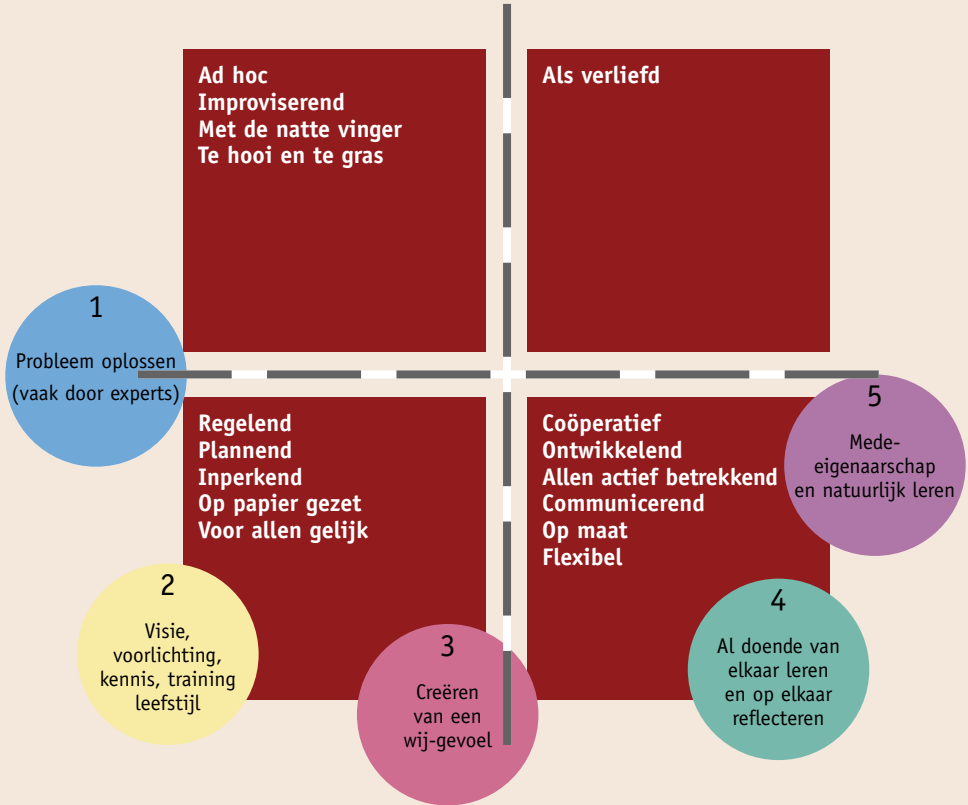 Ad hoc
Improviserend
Met de natte vinger
Te hooi en te gras
Als verliefd
1
Probleem oplossen
(vaak door experts)
Regelend
Plannend
Inperkend
Op papier gezet
Voor allen gelijk
Coöperatief
Ontwikkelend
Allen actief betrekkend
Communicerend
Op maat
Flexibel
5
Mede-
eigenaarschap
en natuurlijk leren
2
Visie,
voorlichting,
kennis, training
leefstijl
3
Creëren
van een
wij-gevoel
4
Al doende van
elkaar leren
en op elkaar
reflecteren